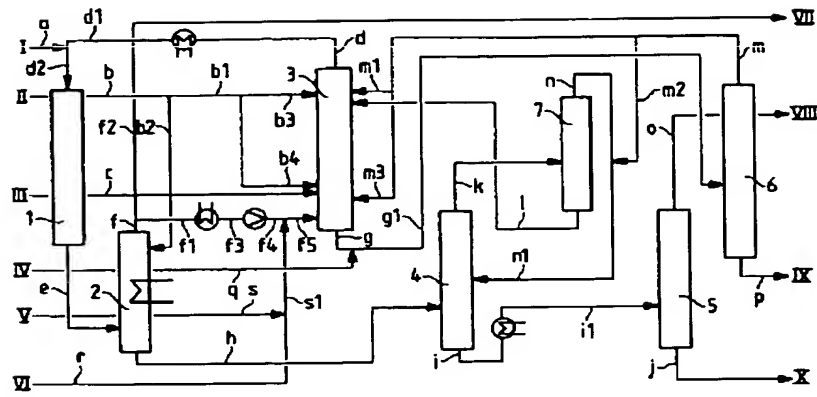 a
d1
I
d2
d
3
m1
b
b1
b3
II
f2
b2
b4
III
c
1
m3
f
f1
f3
f4
f5
g
g1
IV
q
e
2
V
s
s1
h
VI
r
VII
m
n
m2
7
o
VIII
k
6
l
4
n1
IX
p
5
i1
i
j
X